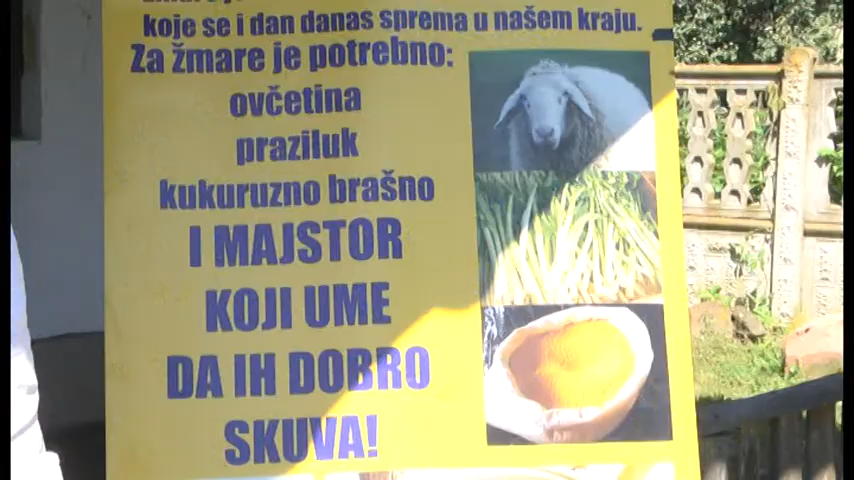 koje se i dan danas sprema u našem kraju.
Za žmare je potrebno:
ovčetina
praziluk
kukuruzno brašno
I MAJSTOR
KOJI UME
DA IH DOBRO
SKUVA!